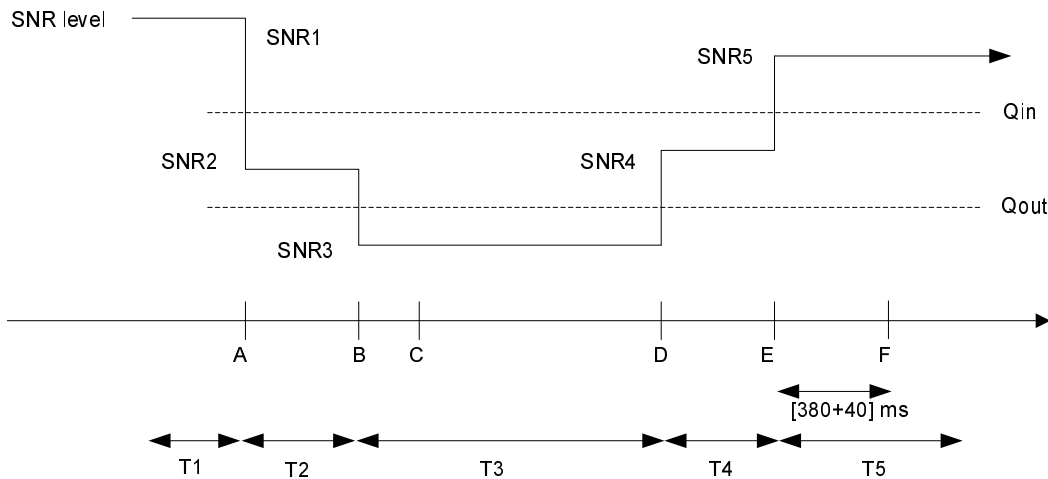 SNR level
SNR1
SNR5
Qin
SNR2
SNR4
Qout
SNR3
A
B
C
D
E
F
[380+40] ms
T1
T2
T3
T4
T5